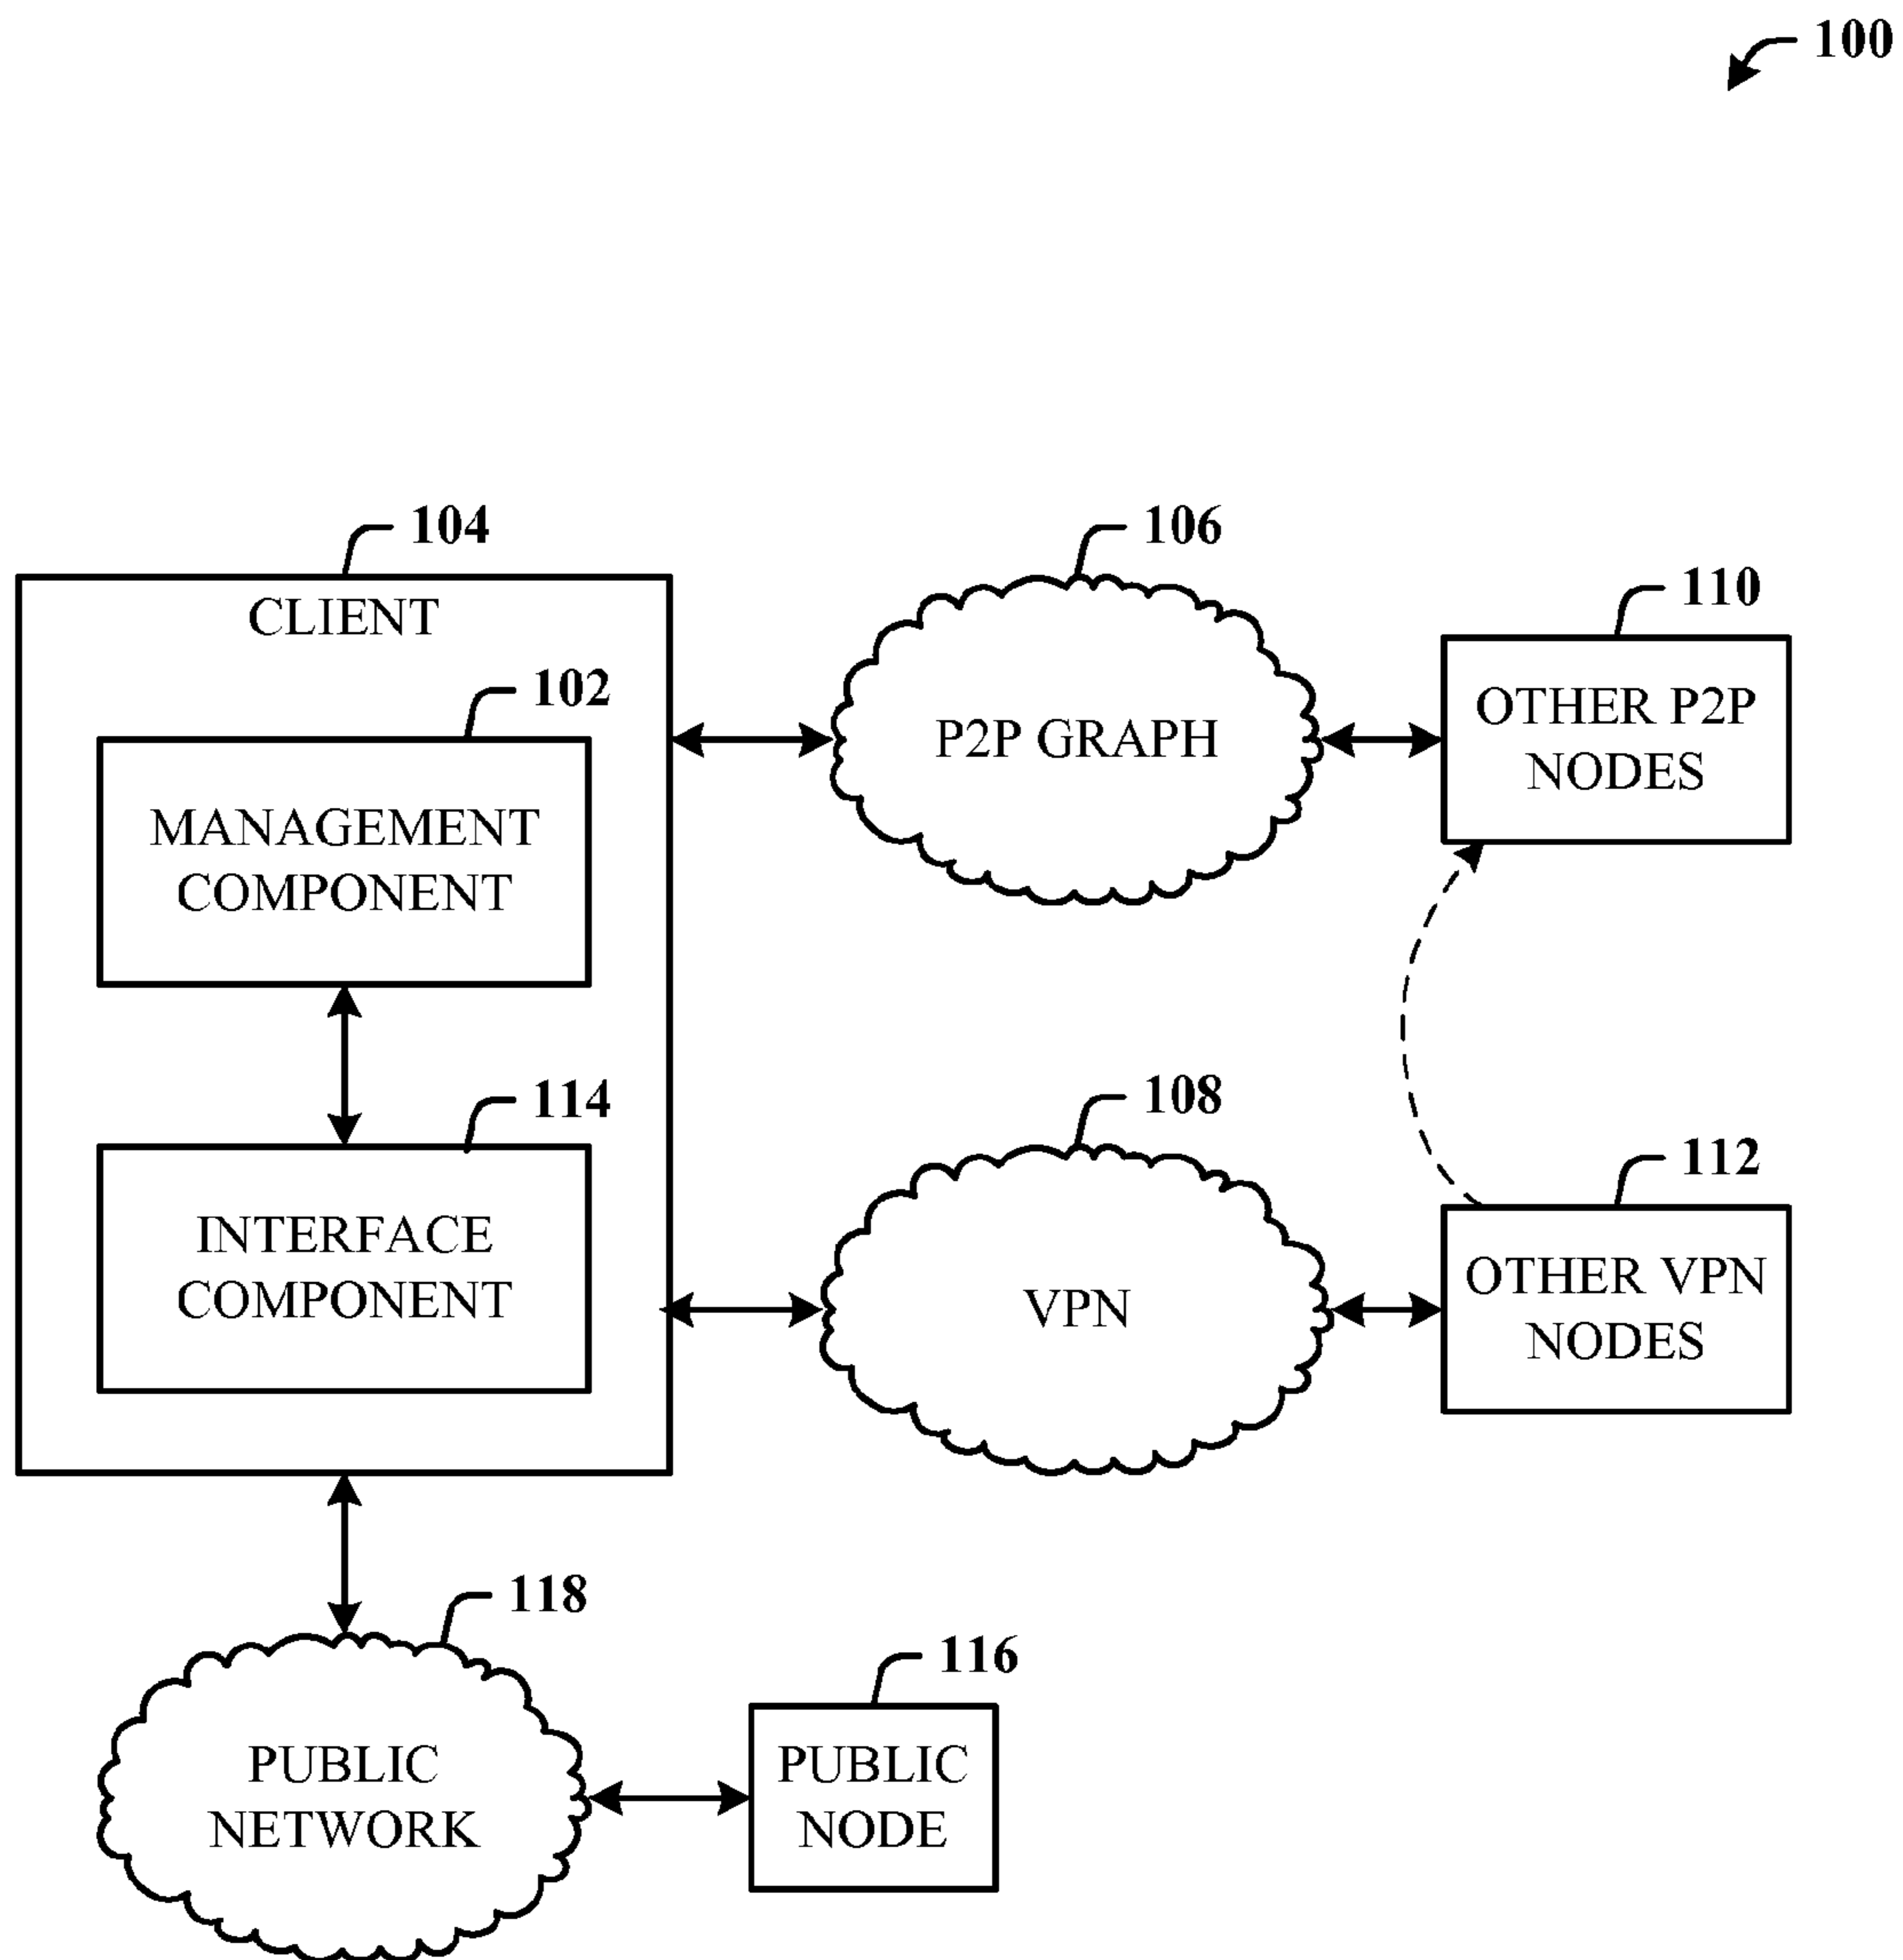 100
104
CLIENT
102
MANAGEMENT
COMPONENT
114
INTERFACE
COMPONENT
106
P2P GRAPH
110
OTHER P2P
NODES
108
VPN
112
OTHER VPN
NODES
118
PUBLIC
NETWORK
116
PUBLIC
NODE